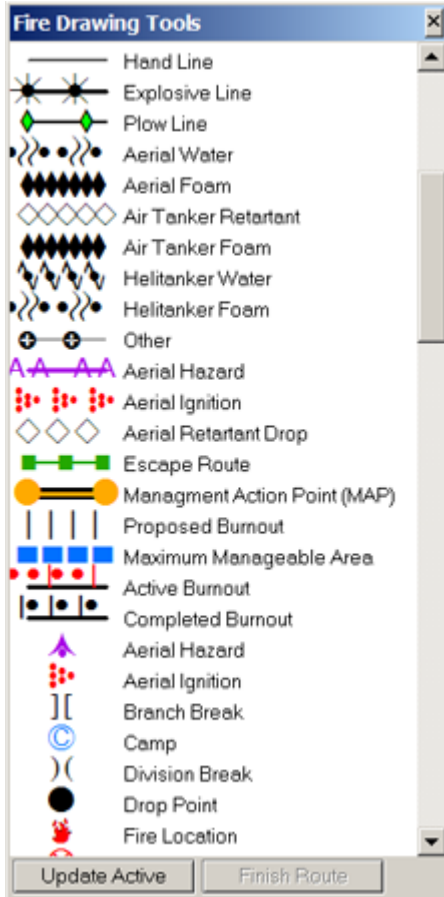 Fire Drawing Tools
Hand Line
Explosive Line
Plow Line
Aerial Water
Aerial Foam
Air Tanker Retartant
Air Tanker Foam
Helitanker Water
Helitanker Foam
Other
Aerial Hazard
Aerial Ignition
Aerial Retartant Drop
Escape Route
Managment Action Point (MAP)
Proposed Burnout
Maximum Manageable Area
Active Burnout
Completed Burnout
Aerial Hazard
Aerial Ignition
Branch Break
Camp
Division Break
Drop Point
Fire Location
Update Active Finish Route